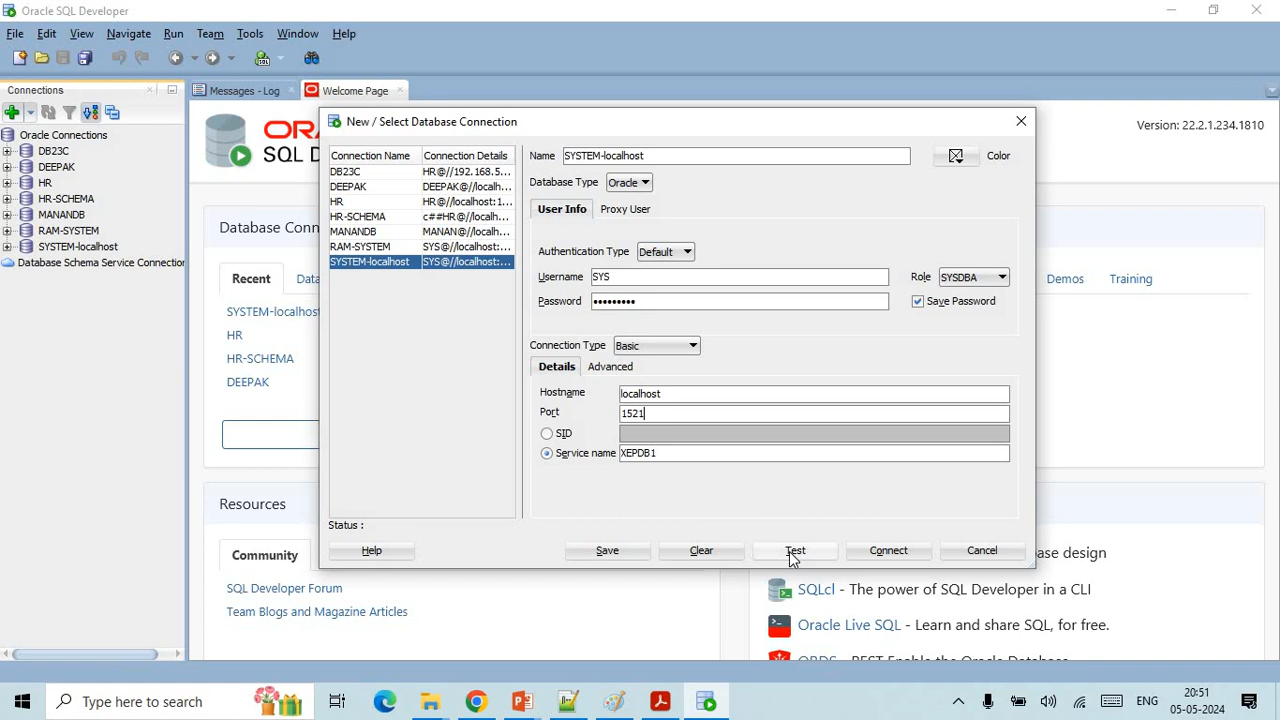 Oracle SQL Developer
File Edit View Navigate Run Team Tools Window Help
Connections
Messages - Log
Welcome Page
Oracle Connections
DB23C
DEEPAK
HR
HR-SCHEMA
MANANDB
RAM-SYSTEM
SYSTEM-localhost
Database Schema Service Connection
ORA
SQL D
Version: 22.2.1.234.1810
Database Conn
Recent Data
SYSTEM-localhos
HR
HR-SCHEMA
DEEPAK
Demos Training
Resources
Community
SQL Developer Forum
Team Blogs and Magazine Articles
base design
SQLcl - The power of SQL Developer in a CLI
Oracle Live SQL - Learn and share SQL, for free.
New / Select Database Connection
Connection Name Connection Details
DB23C HR@//192.168.5...
DEEPAK DEEPAK@//localh...
HR HR@//localhost:1...
HR-SCHEMA c##HR@//localh...
MANANDB MANAN@//localh...
RAM-SYSTEM SYS@//localhost:...
SYSTEM-localhost SYS@//localhost:...
Name SYSTEM-localhost Color
Database Type Oracle
User Info Proxy User
Authentication Type Default
Username SYS Role SYSDBA
Password ••••••••• Save Password
Connection Type Basic
Details Advanced
Hostname localhost
Port 1521
SID
Service name XEPDB1
Status :
Help Save Clear Test Connect Cancel
Type here to search
ENG
20:51
05-05-2024